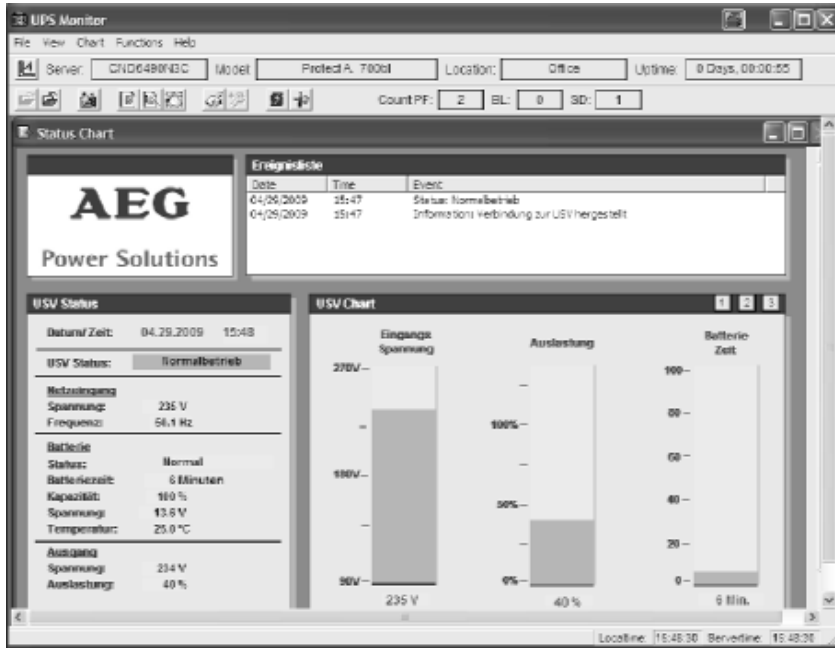 UPS Monitor
File View Chart Functions Help
Server: CND6490N3C Model: Protect A. 700bl Location: Office Uptime: 0 Days, 00:00:55
Count PF: 2 BL: 0 SD: 1
Status Chart
AEG
Power Solutions
Ereignisliste
Date Time Event
04/29/2009 15:47 Status: Normalbetrieb
04/29/2009 15:47 Information: Verbindung zur USV hergestellt
USV Status
Datum/Zeit: 04.29.2009 15:48
USV Status: Normalbetrieb
Netzeingang
Spannung: 235 V
Frequenz: 50.1 Hz
Batterie
Status: Normal
Batteriezeit: 6 Minuten
Kapazität: 100 %
Spannung: 13.6 V
Temperatur: 25.0 °C
Ausgang
Spannung: 234 V
Auslastung: 40 %
USV Chart 1 2 3
Eingangs
Spannung
270V
180V
90V
235 V
Auslastung
100%
50%
0%
40 %
Batterie
Zeit
100
80
60
40
20
0
6 Min.
Localtime: 15:48:30 Servertime: 15:48:30